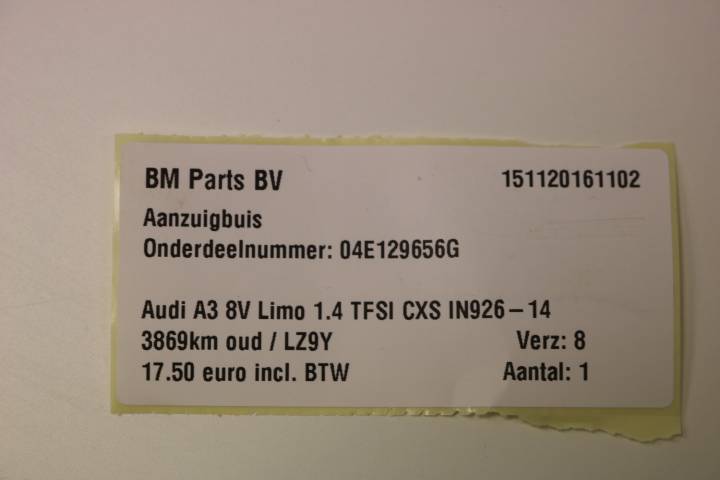 BM Parts BV 151120161102
Aanzuigbuis
Onderdeelnummer: 04E129656G
Audi A3 8V Limo 1.4 TFSI CXS IN926-14
3869km oud / LZ9Y Verz: 8
17.50 euro incl. BTW Aantal: 1